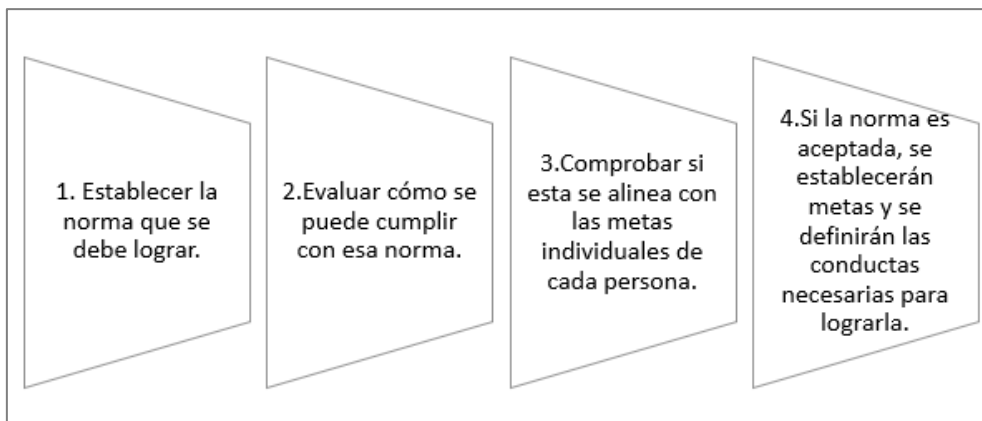 1. Establecer la
norma que se
debe lograr.
2.Evaluar cómo se
puede cumplir
con esa norma.
3.Comprobar si
esta se alinea con
las metas
individuales de
cada persona.
4.Si la norma es
aceptada, se
establecerán
metas y se
definirán las
conductas
necesarias para
lograrla.